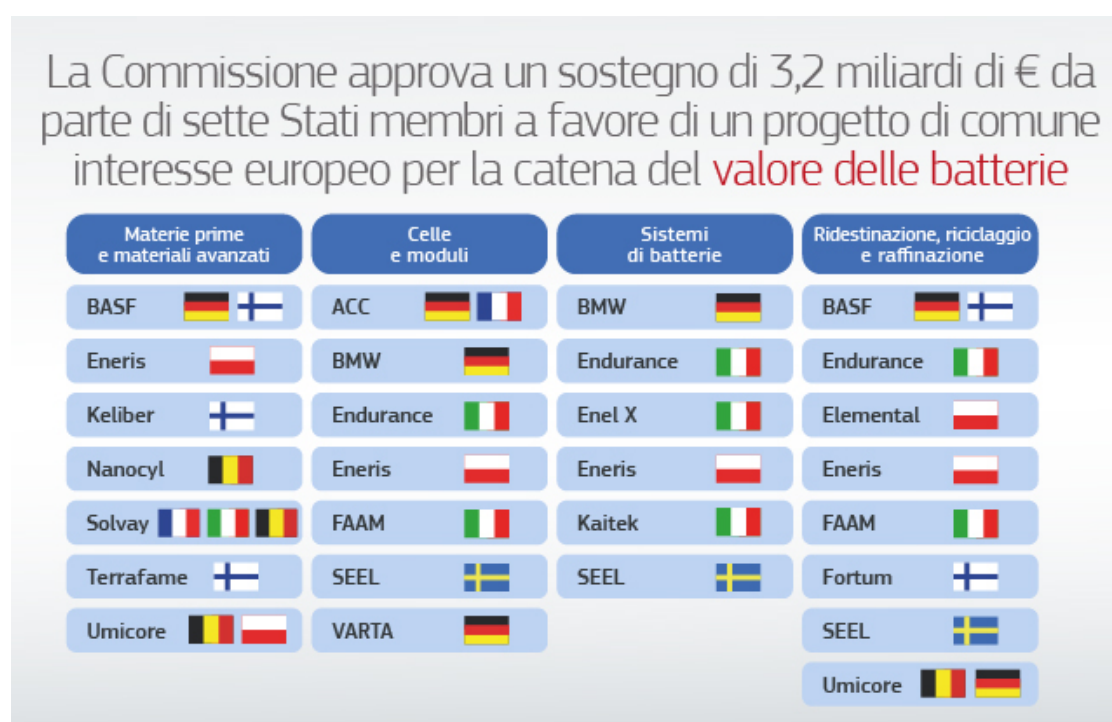 La Commissione approva un sostegno di 3,2 miliardi di € da
parte di sette Stati membri a favore di un progetto di comune
interesse europeo per la catena del valore delle batterie
Materie prime
e materiali avanzati
BASF
Eneris
Keliber
Nanocyl
Solvay
Terrafame
Umicore
Celle
e moduli
ACC
BMW
Endurance
Eneris
FAAM
SEEL
VARTA
Sistemi
di batterie
BMW
Endurance
Enel X
Eneris
Kaitek
SEEL
Ridestinazione, riciclaggio
e raffinazione
BASF
Endurance
Elemental
Eneris
FAAM
Fortum
SEEL
Umicore